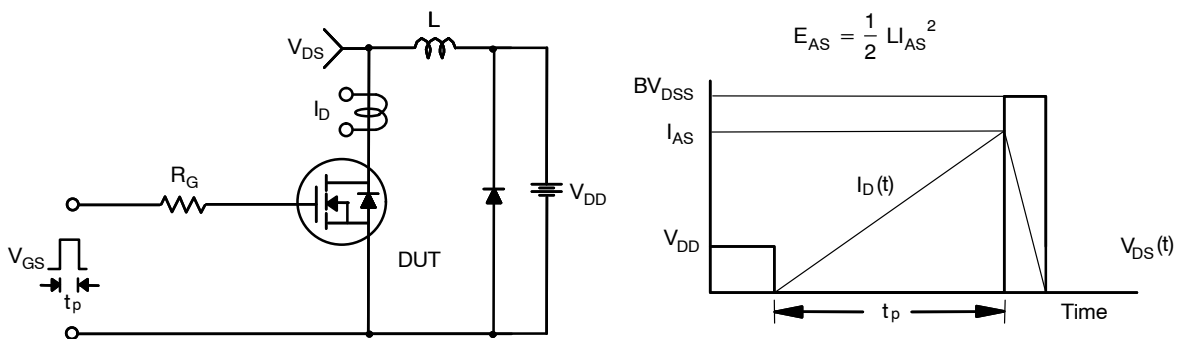 V_DS
L
I_D
R_G
V_DD
V_GS
t_p
DUT
E_AS = 1/2 LI_AS^2
BV_DSS
I_AS
I_D(t)
V_DD
V_DS(t)
t_p
Time